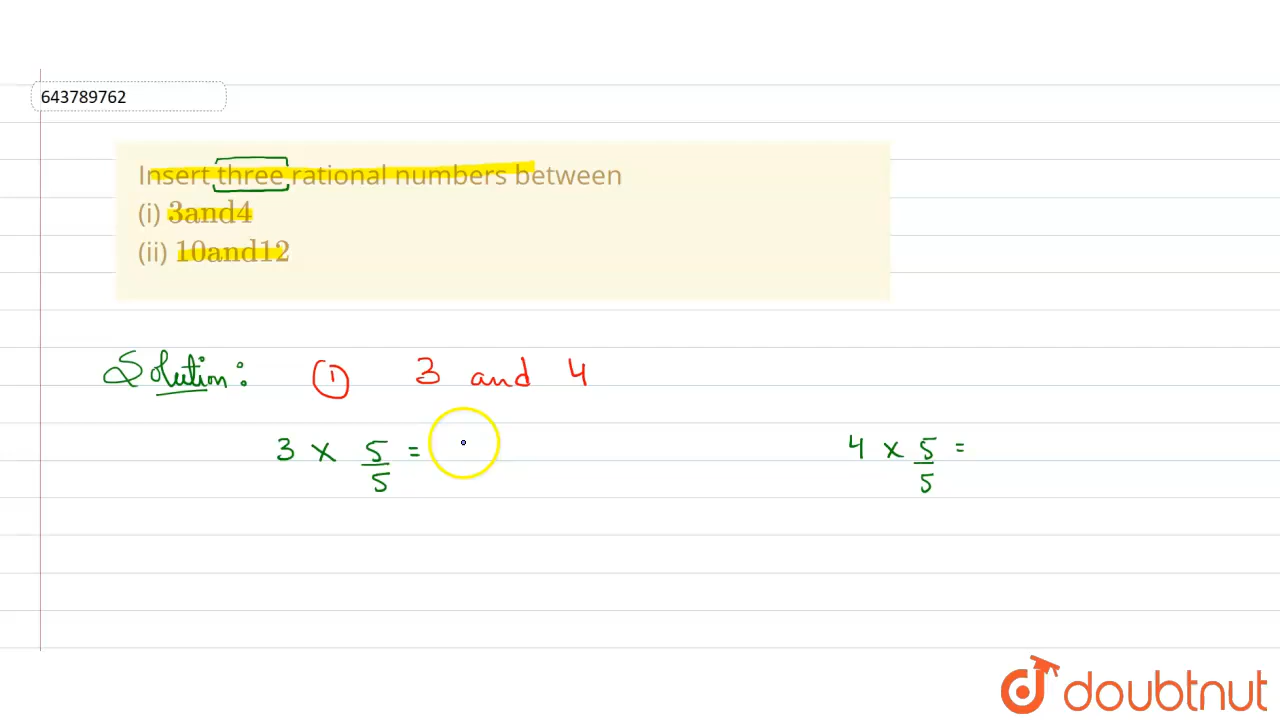 643789762
Insert three rational numbers between
(i) 3and4
(ii) 10and12
Solution: ① 3 and 4
3 × 5/5 = 4 × 5/5 =
doubtnut